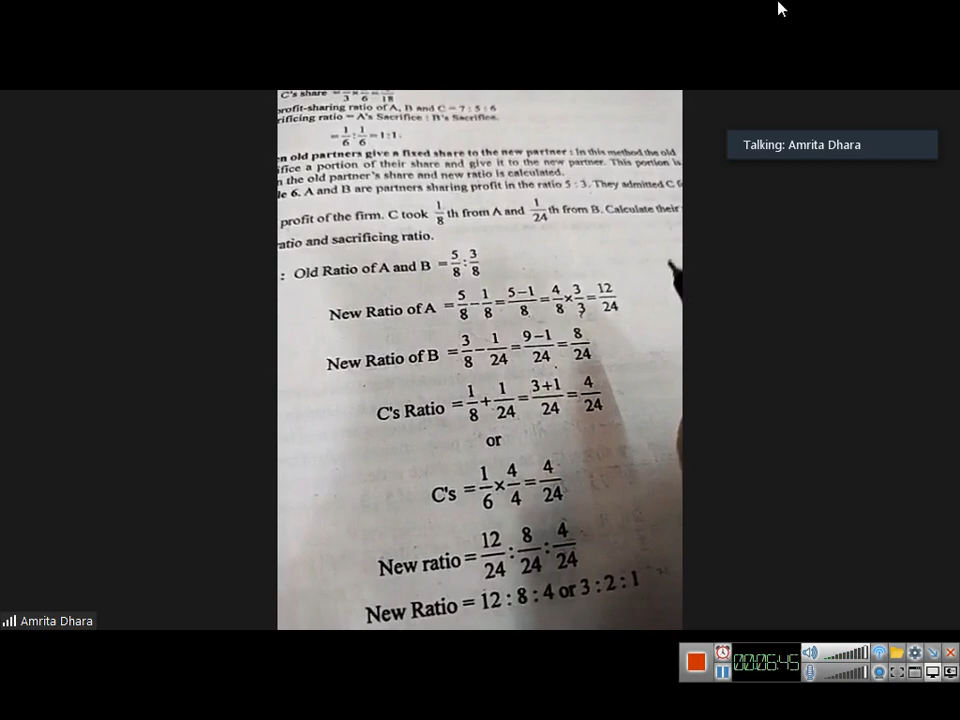 C's share = — × — = —
3 6 18
profit-sharing ratio of A, B and C = 7 : 5 : 6
rificing ratio = A's Sacrifice : B's Sacrifice.
= 1/6 : 1/6 = 1 : 1.
n old partners give a fixed share to the new partner : In this method the old
ifice a portion of their share and give it to the new partner. This portion is
n the old partner's share and new ratio is calculated.
le 6. A and B are partners sharing profit in the ratio 5 : 3. They admitted C f
profit of the firm. C took 1/8 th from A and 1/24 th from B. Calculate their
atio and sacrificing ratio.
: Old Ratio of A and B = 5/8 : 3/8
New Ratio of A = 5/8 − 1/8 = 5−1/8 = 4/8 × 3/3 = 12/24
New Ratio of B = 3/8 − 1/24 = 9−1/24 = 8/24
C's Ratio = 1/8 + 1/24 = 3+1/24 = 4/24
or
C's = 1/6 × 4/4 = 4/24
New ratio = 12/24 : 8/24 : 4/24
New Ratio = 12 : 8 : 4 or 3 : 2 : 1
Talking: Amrita Dhara
Amrita Dhara
00:06:45